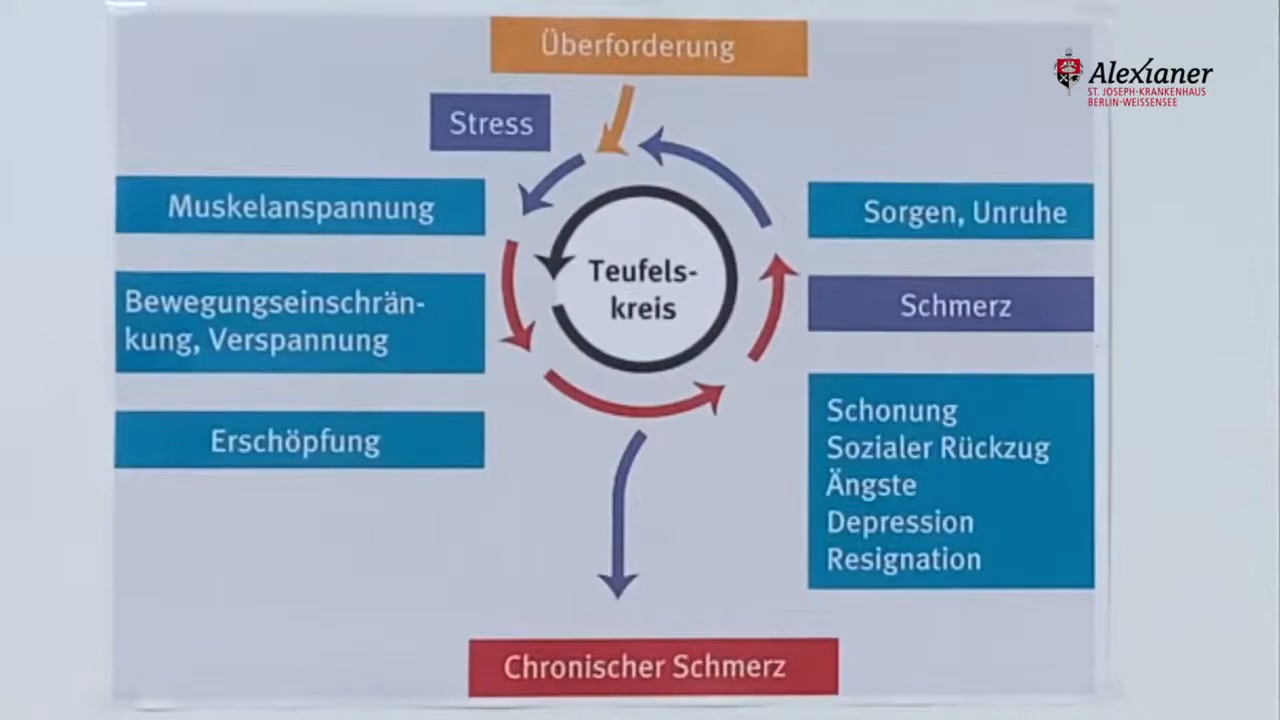 Überforderung
Alexianer
ST. JOSEPH-KRANKENHAUS
BERLIN-WEISSENSEE
Stress
Muskelanspannung
Sorgen, Unruhe
Teufels-
kreis
Bewegungseinschrän-
kung, Verspannung
Schmerz
Erschöpfung
Schonung
Sozialer Rückzug
Ängste
Depression
Resignation
Chronischer Schmerz